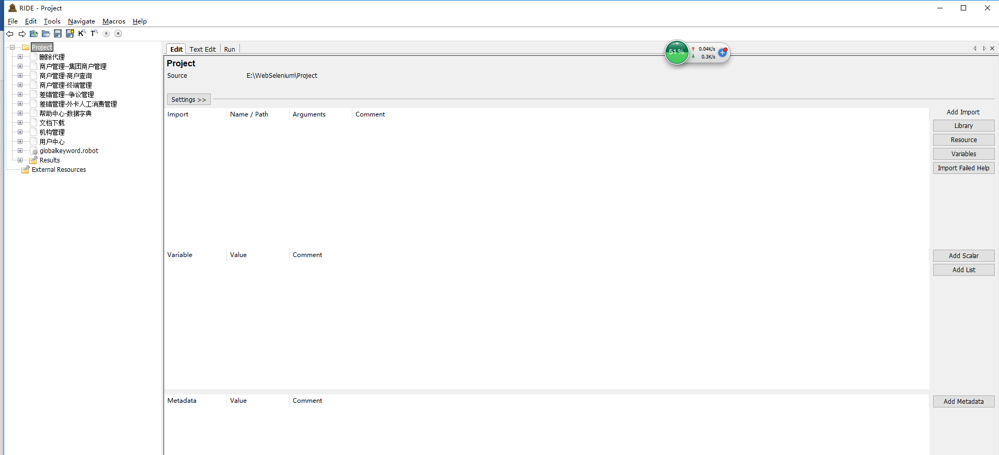 RIDE - Project
File Edit Tools Navigate Macros Help
K T
Project
删除代理
商户管理--集团商户管理
商户管理-商户查询
商户管理-终端管理
差错管理--争议管理
差错管理-外卡人工消费管理
帮助中心-数据字典
文档下载
机构管理
用户中心
globalkeyword.robot
Results
External Resources
Edit Text Edit Run
51% 0.04K/s
0.3K/s
Project
Source E:\WebSelenium\Project
Settings >>
Import Name / Path Arguments Comment
Add Import
Library
Resource
Variables
Import Failed Help
Variable Value Comment
Add Scalar
Add List
Metadata Value Comment
Add Metadata